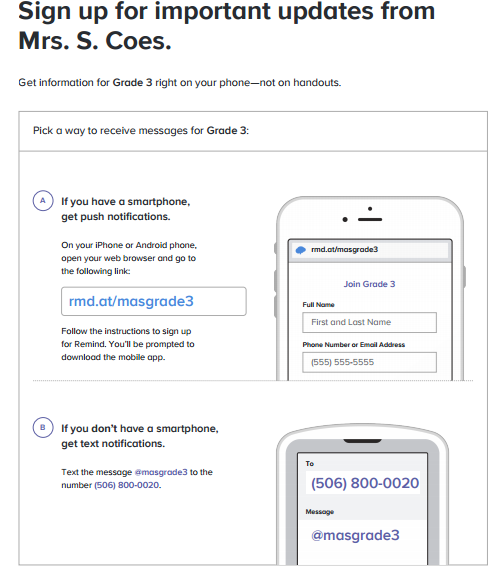 Sign up for important updates from
Mrs. S. Coes.
Get information for Grade 3 right on your phone—not on handouts.
Pick a way to receive messages for Grade 3:
A
If you have a smartphone,
get push notifications.
On your iPhone or Android phone,
open your web browser and go to
the following link:
rmd.at/masgrade3
Follow the instructions to sign up
for Remind. You'll be prompted to
download the mobile app.
rmd.at/masgrade3
Join Grade 3
Full Name
First and Last Name
Phone Number or Email Address
(555) 555-5555
B
If you don't have a smartphone,
get text notifications.
Text the message @masgrade3 to the
number (506) 800-0020.
To
(506) 800-0020
Message
@masgrade3